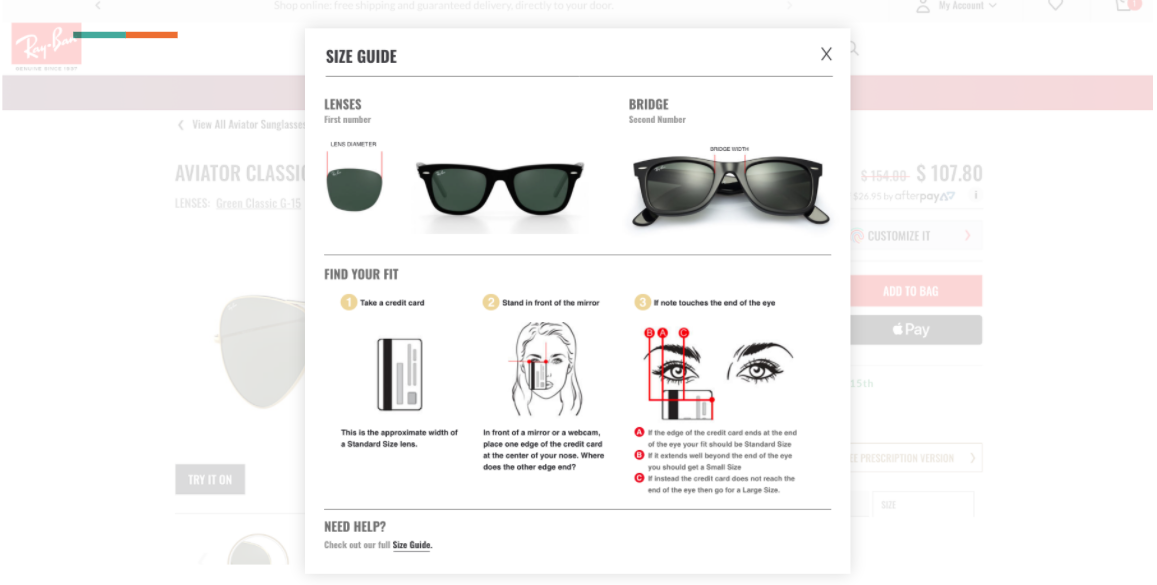 Shop online: free shipping and guaranteed delivery, directly to your door.
My Account
1
Ray-Ban
GENUINE SINCE 1937
View All Aviator Sunglasses
AVIATOR CLASSI
LENSES: Green Classic G-15
$ 154.00 $ 107.80
$26.95 by afterpay
i
CUSTOMIZE IT
ADD TO BAG
Pay
15th
PRESCRIPTION VERSION
SIZE
TRY IT ON
SIZE GUIDE
X
LENSES
First number
BRIDGE
Second Number
LENS DIAMETER
BRIDGE WIDTH
FIND YOUR FIT
1 Take a credit card
This is the approximate width of
a Standard Size lens.
2 Stand in front of the mirror
In front of a mirror or a webcam,
place one edge of the credit card
at the center of your nose. Where
does the other edge end?
3 If note touches the end of the eye
B A C
A If the edge of the credit card ends at the end
of the eye your fit should be Standard Size
B If it extends well beyond the end of the eye
you should get a Small Size
C If instead the credit card does not reach the
end of the eye then go for a Large Size.
NEED HELP?
Check out our full Size Guide.